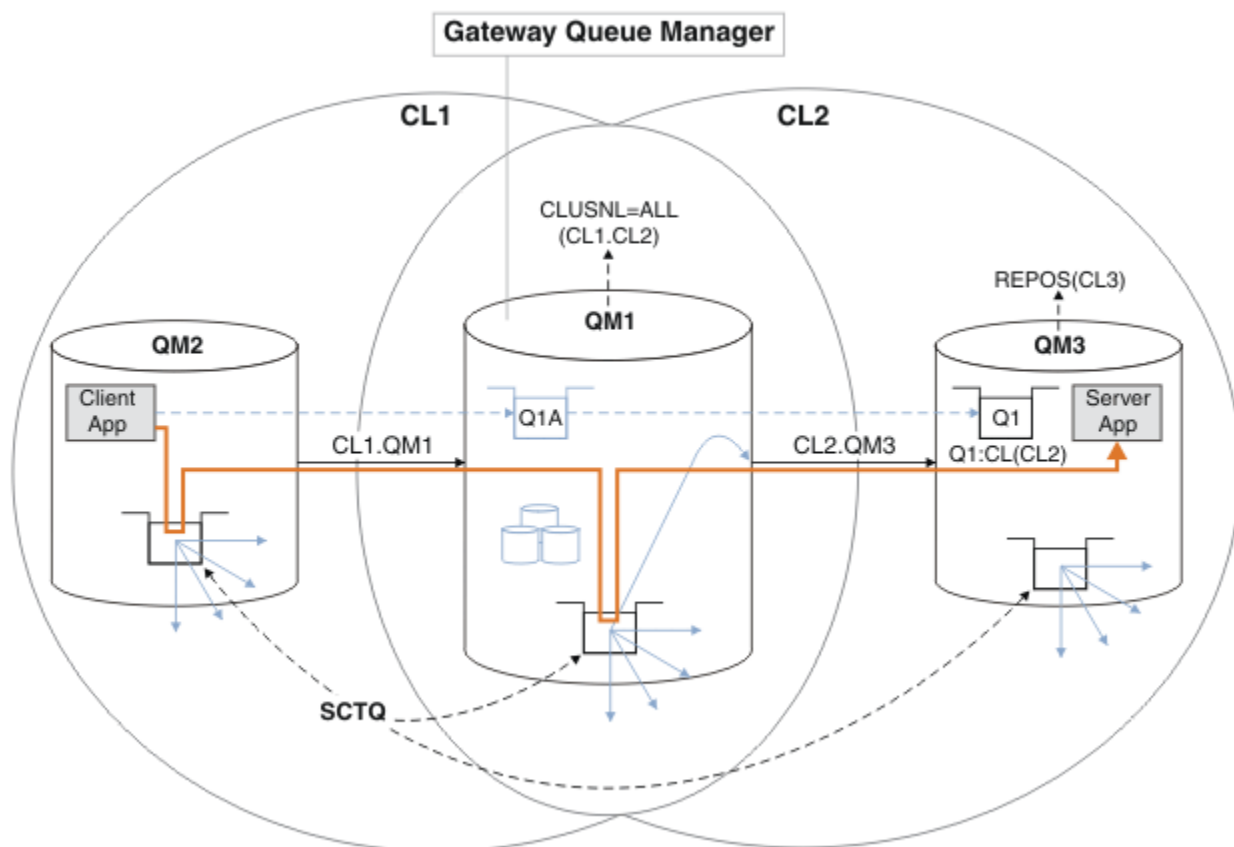 Gateway Queue Manager
CL1
CL2
CLUSNL=ALL
(CL1.CL2)
REPOS(CL3)
QM2
QM1
QM3
Client
App
Q1A
Q1
Server
App
CL1.QM1
CL2.QM3
Q1:CL(CL2)
SCTQ